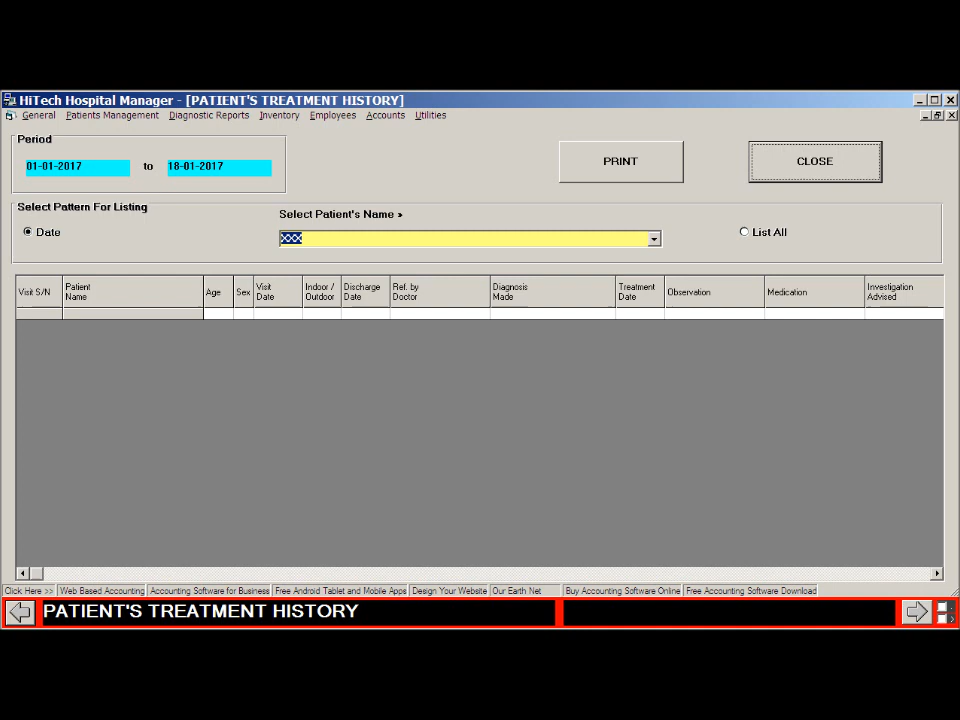 HiTech Hospital Manager - [PATIENT'S TREATMENT HISTORY]
General Patients Management Diagnostic Reports Inventory Employees Accounts Utilities
Period
01-01-2017 to 18-01-2017
PRINT
CLOSE
Select Pattern For Listing
Select Patient's Name »
Date
XXX
List All
Visit S/N
Patient Name
Age
Sex
Visit Date
Indoor / Outdoor
Discharge Date
Ref. by Doctor
Diagnosis Made
Treatment Date
Observation
Medication
Investigation Advised
Click Here >> Web Based Accounting Accounting Software for Business Free Android Tablet and Mobile Apps Design Your Website Our Earth Net Buy Accounting Software Online Free Accounting Software Download
PATIENT'S TREATMENT HISTORY